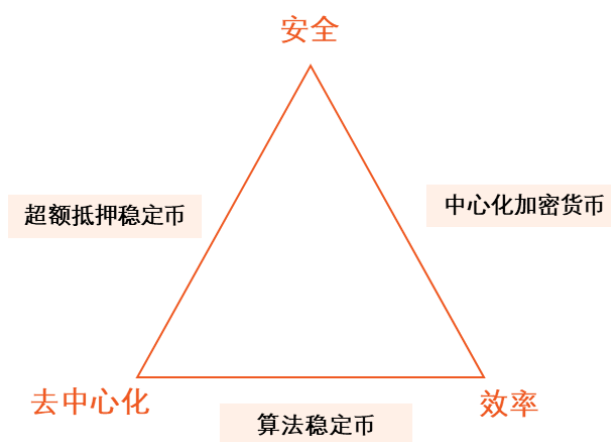 安全
超额抵押稳定币
中心化加密货币
去中心化
效率
算法稳定币